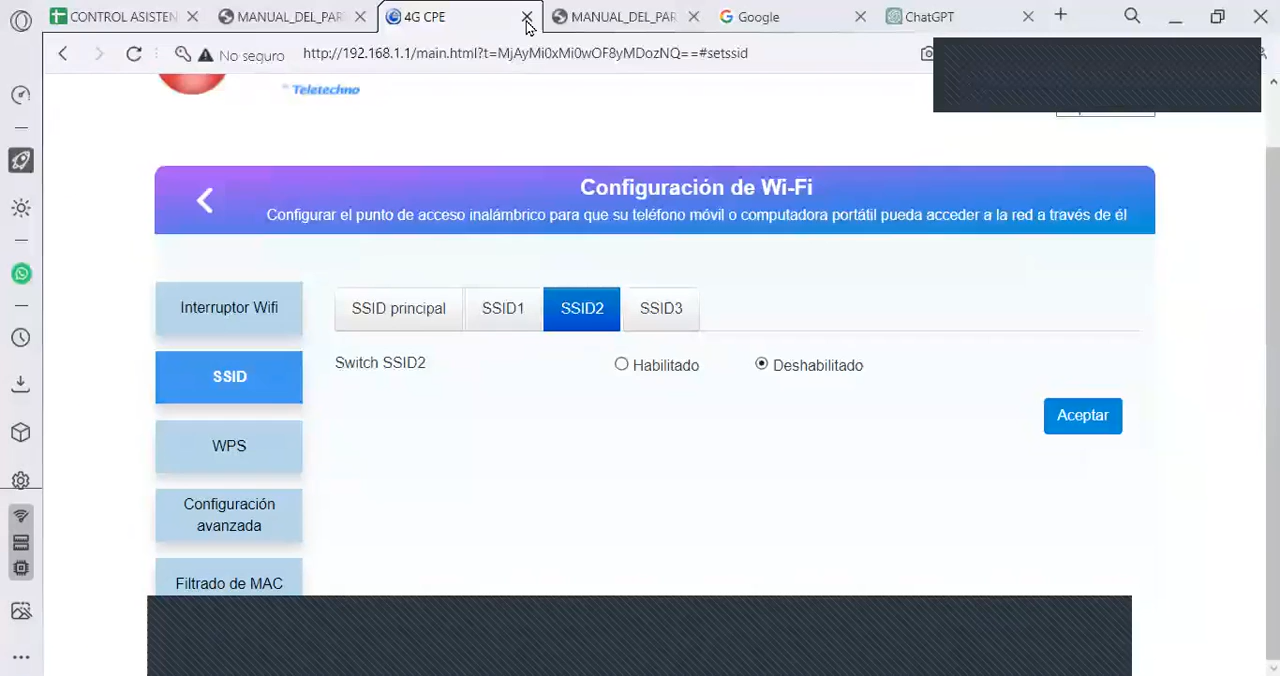 CONTROL ASISTEN
MANUAL_DEL_PAR
4G CPE
MANUAL_DEL_PAR
Google
ChatGPT
No seguro
http://192.168.1.1/main.html?t=MjAyMi0xMi0wOF8yMDozNQ==#setssid
Teletechno
Configuración de Wi-Fi
Configurar el punto de acceso inalámbrico para que su teléfono móvil o computadora portátil pueda acceder a la red a través de él
Interruptor Wifi
SSID principal
SSID1
SSID2
SSID3
Switch SSID2
Habilitado
Deshabilitado
SSID
Aceptar
WPS
Configuración
avanzada
Filtrado de MAC